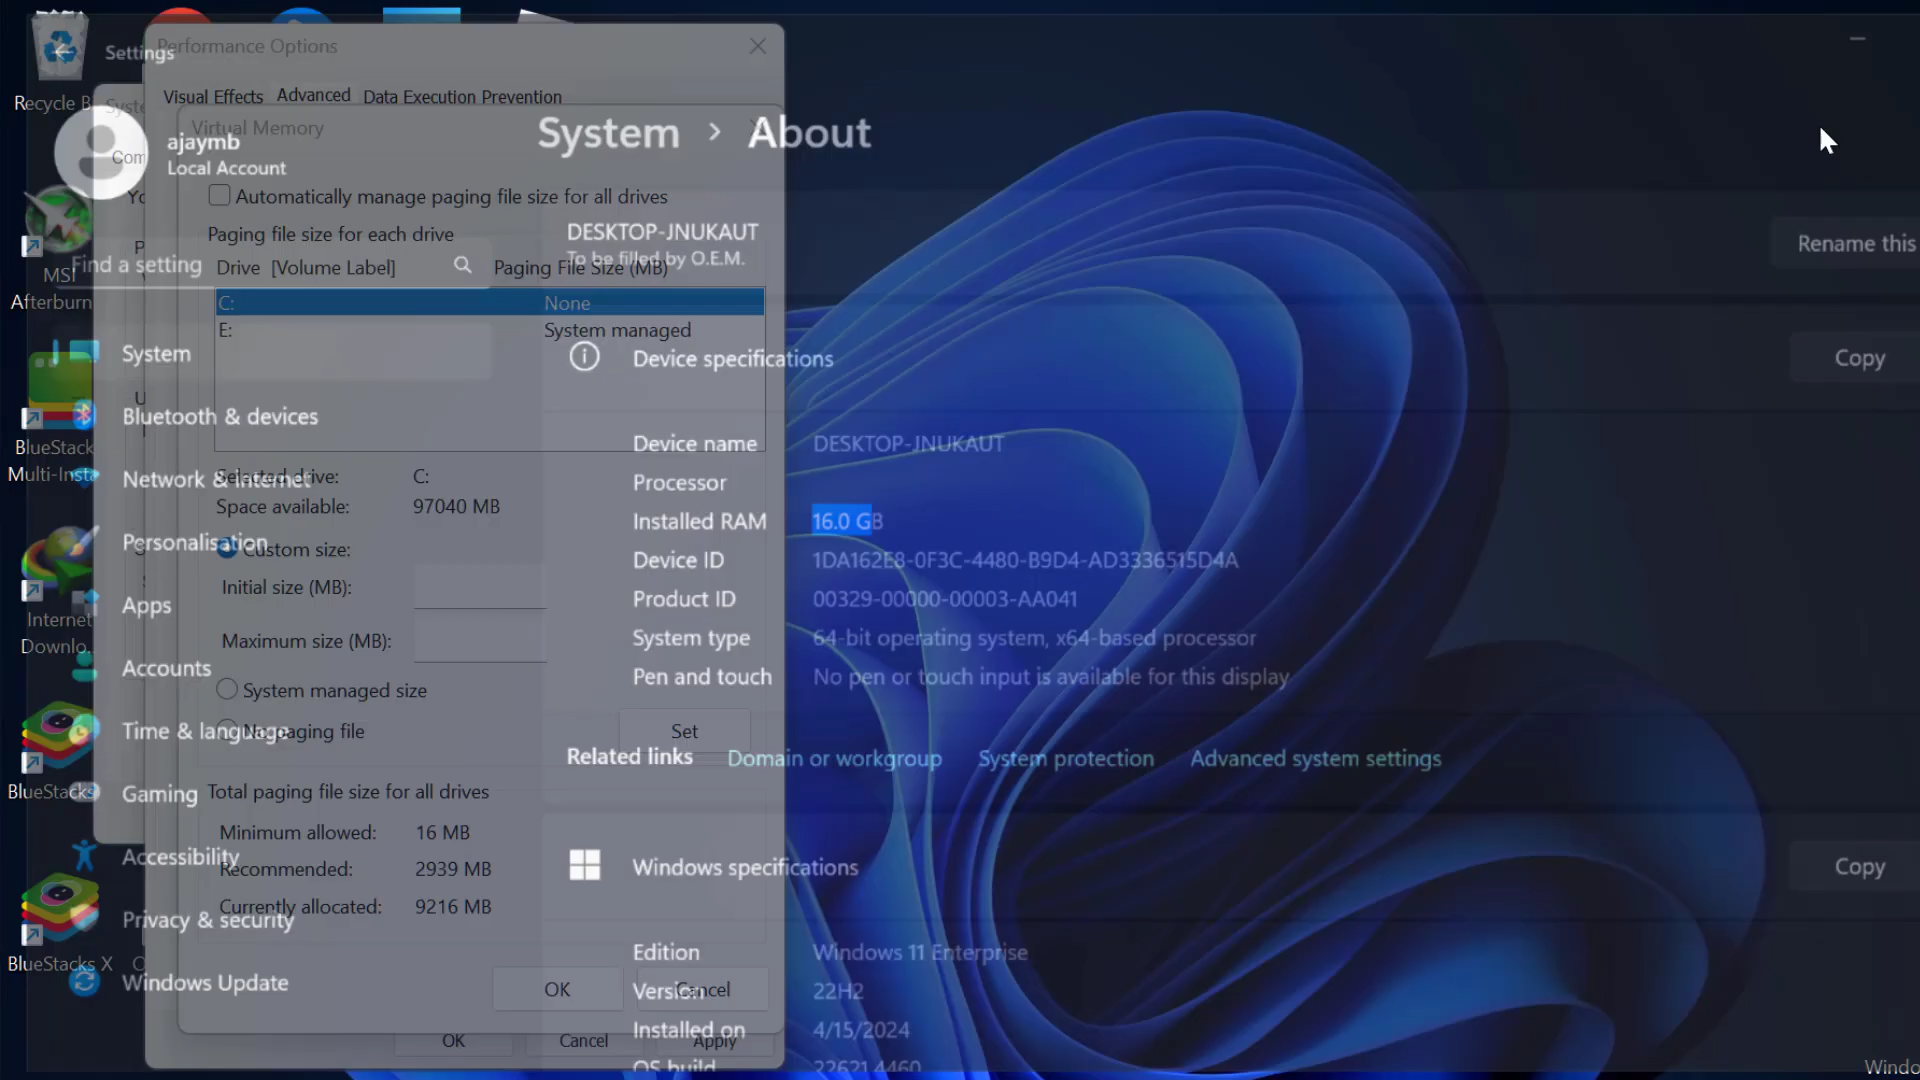 Settings
Performance Options
Recycle B
Syste
Visual Effects
Advanced
Data Execution Prevention
Virtual Memory
System > About
ajaymb
Local Account
Com
Yo
Automatically manage paging file size for all drives
Paging file size for each drive
DESKTOP-JNUKAUT
To be filled by O.E.M.
Rename this
P
MSI
Afterburn
Find a setting
Drive [Volume Label]
Paging File Size (MB)
C: None
E: System managed
System
Device specifications
Copy
U
Bluetooth & devices
BlueStack
Multi-Insta
Device name DESKTOP-JNUKAUT
Network & internet
Selected drive: C:
Processor
Space available: 97040 MB
Installed RAM 16.0 GB
Personalisation
Custom size:
Device ID 1DA162E8-0F3C-4480-B9D4-AD3336515D4A
Initial size (MB):
Product ID 00329-00000-00003-AA041
Apps
Internet
Downlo...
Maximum size (MB):
System type 64-bit operating system, x64-based processor
Accounts
System managed size
Pen and touch No pen or touch input is available for this display
Time & language
No paging file
Set
Related links Domain or workgroup System protection Advanced system settings
BlueStacks
Gaming
Total paging file size for all drives
Minimum allowed: 16 MB
Accessibility
Recommended: 2939 MB
Windows specifications
Copy
Currently allocated: 9216 MB
Privacy & security
Edition Windows 11 Enterprise
BlueStacks X
Windows Update
OK
Cancel
Version 22H2
Installed on 4/15/2024
OK
Cancel
Apply
OS build 22621.4460
Windo